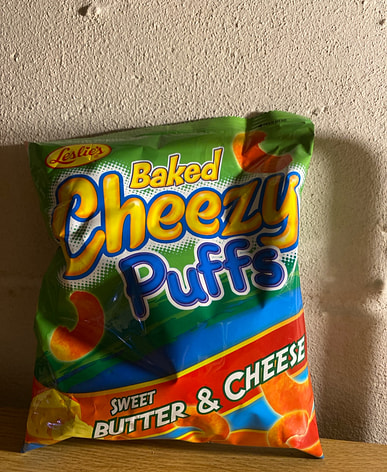 Leslie's
Baked
Cheezy
Puffs
SWEET
BUTTER & CHEESE